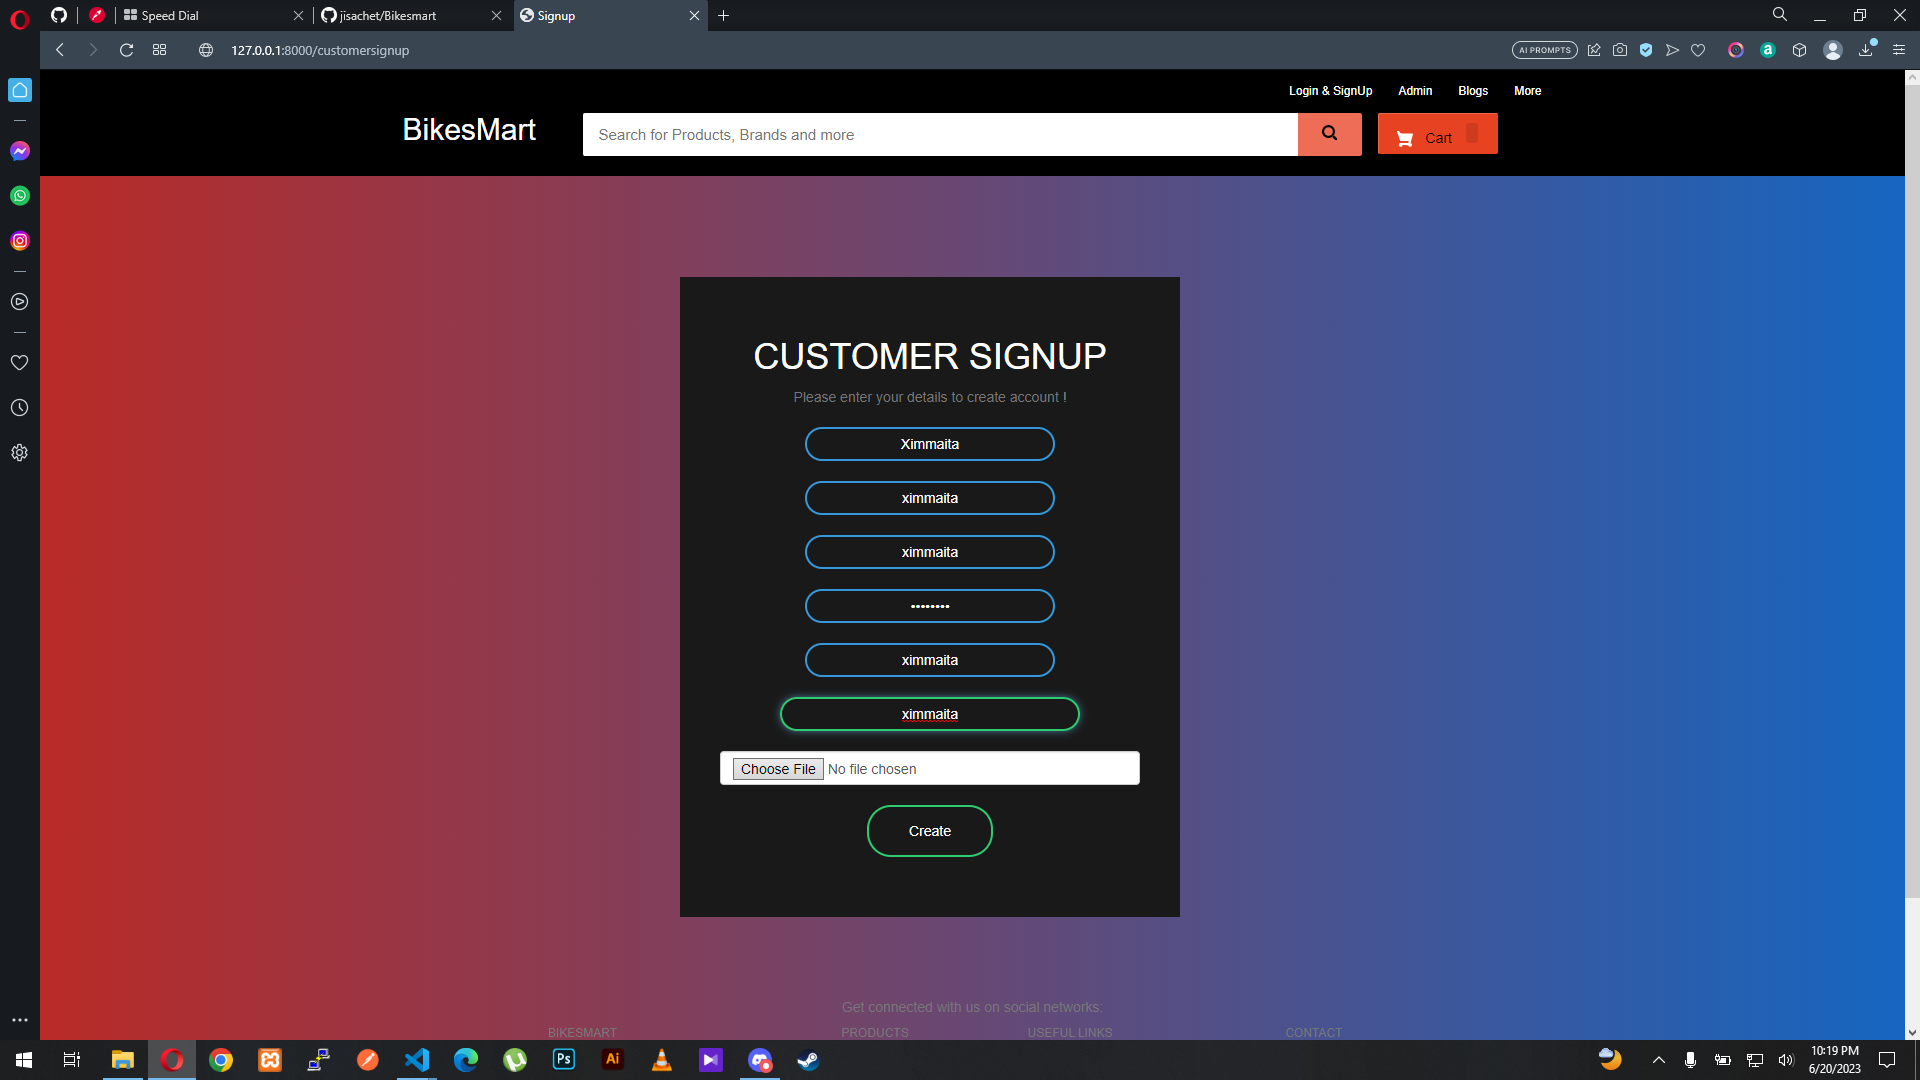 Speed Dial
jisachet/Bikesmart
Signup
127.0.0.1:8000/customersignup
AI PROMPTS
Login & SignUp
Admin
Blogs
More
BikesMart
Search for Products, Brands and more
Cart
CUSTOMER SIGNUP
Please enter your details to create account !
Ximmaita
ximmaita
ximmaita
••••••••
ximmaita
ximmaita
Choose File No file chosen
Create
Get connected with us on social networks:
BIKESMART
PRODUCTS
USEFUL LINKS
CONTACT
Ps
Ai
10:19 PM
6/20/2023